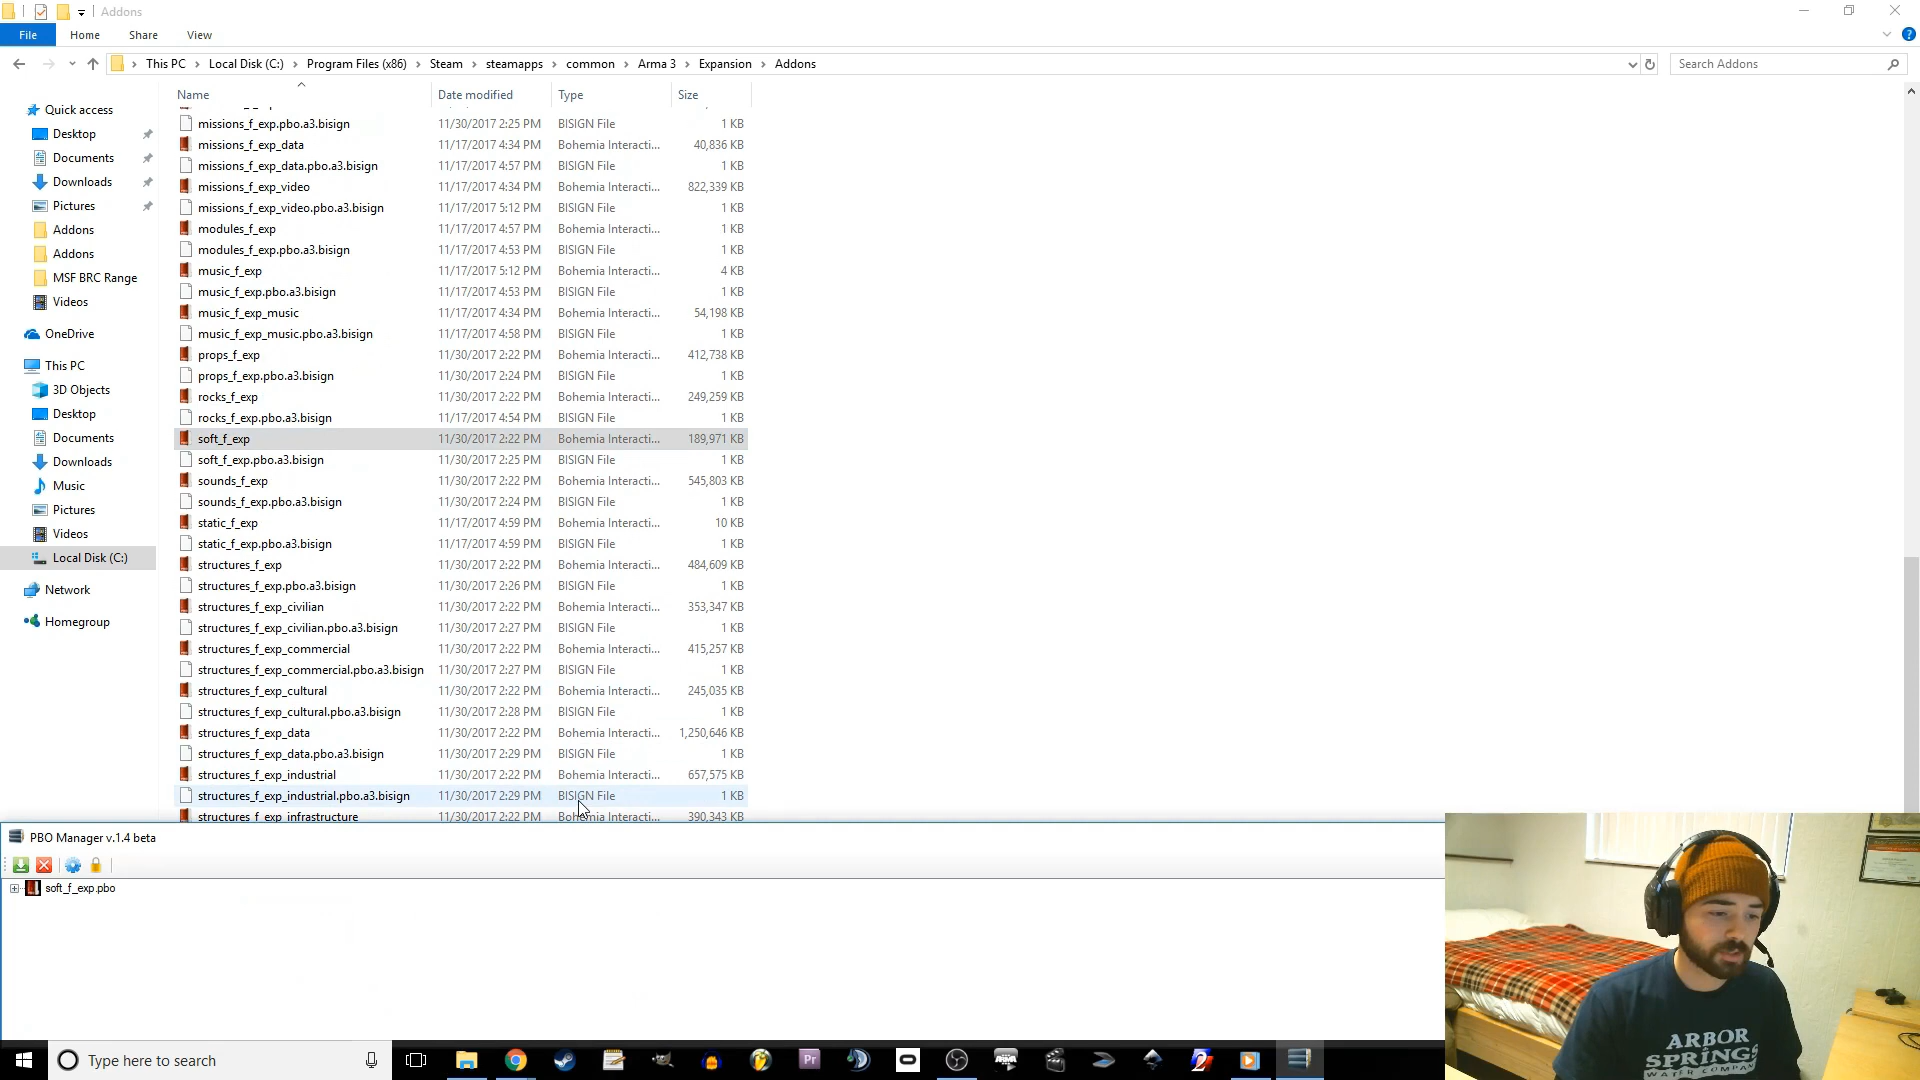 Addons
File Home Share View
This PC Local Disk (C:) Program Files (x86) Steam steamapps common Arma 3 Expansion Addons
Search Addons
Name Date modified Type Size
missions_f_exp.pbo.a3.bisign 11/30/2017 2:25 PM BISIGN File 1 KB
missions_f_exp_data 11/17/2017 4:34 PM Bohemia Interacti... 40,836 KB
missions_f_exp_data.pbo.a3.bisign 11/17/2017 4:57 PM BISIGN File 1 KB
missions_f_exp_video 11/17/2017 4:34 PM Bohemia Interacti... 822,339 KB
missions_f_exp_video.pbo.a3.bisign 11/17/2017 5:12 PM BISIGN File 1 KB
modules_f_exp 11/17/2017 4:57 PM Bohemia Interacti... 1 KB
modules_f_exp.pbo.a3.bisign 11/17/2017 4:53 PM BISIGN File 1 KB
music_f_exp 11/17/2017 5:12 PM Bohemia Interacti... 4 KB
music_f_exp.pbo.a3.bisign 11/17/2017 4:53 PM BISIGN File 1 KB
music_f_exp_music 11/17/2017 4:34 PM Bohemia Interacti... 54,198 KB
music_f_exp_music.pbo.a3.bisign 11/17/2017 4:58 PM BISIGN File 1 KB
props_f_exp 11/30/2017 2:22 PM Bohemia Interacti... 412,738 KB
props_f_exp.pbo.a3.bisign 11/30/2017 2:24 PM BISIGN File 1 KB
rocks_f_exp 11/30/2017 2:22 PM Bohemia Interacti... 249,259 KB
rocks_f_exp.pbo.a3.bisign 11/17/2017 4:54 PM BISIGN File 1 KB
soft_f_exp 11/30/2017 2:22 PM Bohemia Interacti... 189,971 KB
soft_f_exp.pbo.a3.bisign 11/30/2017 2:25 PM BISIGN File 1 KB
sounds_f_exp 11/30/2017 2:22 PM Bohemia Interacti... 545,803 KB
sounds_f_exp.pbo.a3.bisign 11/30/2017 2:24 PM BISIGN File 1 KB
static_f_exp 11/17/2017 4:59 PM Bohemia Interacti... 10 KB
static_f_exp.pbo.a3.bisign 11/17/2017 4:59 PM BISIGN File 1 KB
structures_f_exp 11/30/2017 2:22 PM Bohemia Interacti... 484,609 KB
structures_f_exp.pbo.a3.bisign 11/30/2017 2:26 PM BISIGN File 1 KB
structures_f_exp_civilian 11/30/2017 2:22 PM Bohemia Interacti... 353,347 KB
structures_f_exp_civilian.pbo.a3.bisign 11/30/2017 2:27 PM BISIGN File 1 KB
structures_f_exp_commercial 11/30/2017 2:22 PM Bohemia Interacti... 415,257 KB
structures_f_exp_commercial.pbo.a3.bisign 11/30/2017 2:27 PM BISIGN File 1 KB
structures_f_exp_cultural 11/30/2017 2:22 PM Bohemia Interacti... 245,035 KB
structures_f_exp_cultural.pbo.a3.bisign 11/30/2017 2:28 PM BISIGN File 1 KB
structures_f_exp_data 11/30/2017 2:22 PM Bohemia Interacti... 1,250,646 KB
structures_f_exp_data.pbo.a3.bisign 11/30/2017 2:29 PM BISIGN File 1 KB
structures_f_exp_industrial 11/30/2017 2:22 PM Bohemia Interacti... 657,575 KB
structures_f_exp_industrial.pbo.a3.bisign 11/30/2017 2:29 PM BISIGN File 1 KB
structures_f_exp_infrastructure 11/30/2017 2:22 PM Bohemia Interacti... 390,343 KB
Quick access
Desktop
Documents
Downloads
Pictures
Addons
Addons
MSF BRC Range
Videos
OneDrive
This PC
3D Objects
Desktop
Documents
Downloads
Music
Pictures
Videos
Local Disk (C:)
Network
Homegroup
PBO Manager v.1.4 beta
soft_f_exp.pbo
ARBOR
SPRINGS
WATER COMPANY
Type here to search
Pr